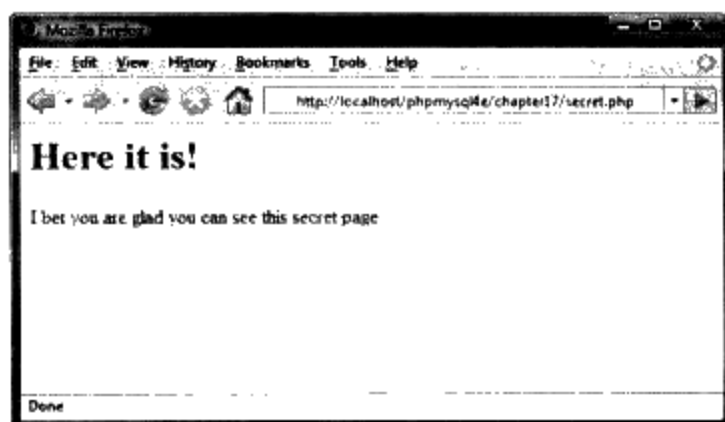 Mozilla Firefox
File Edit View History Bookmarks Tools Help
http://localhost/phpmysql4e/chapter17/secret.php
Here it is!
I bet you are glad you can see this secret page
Done